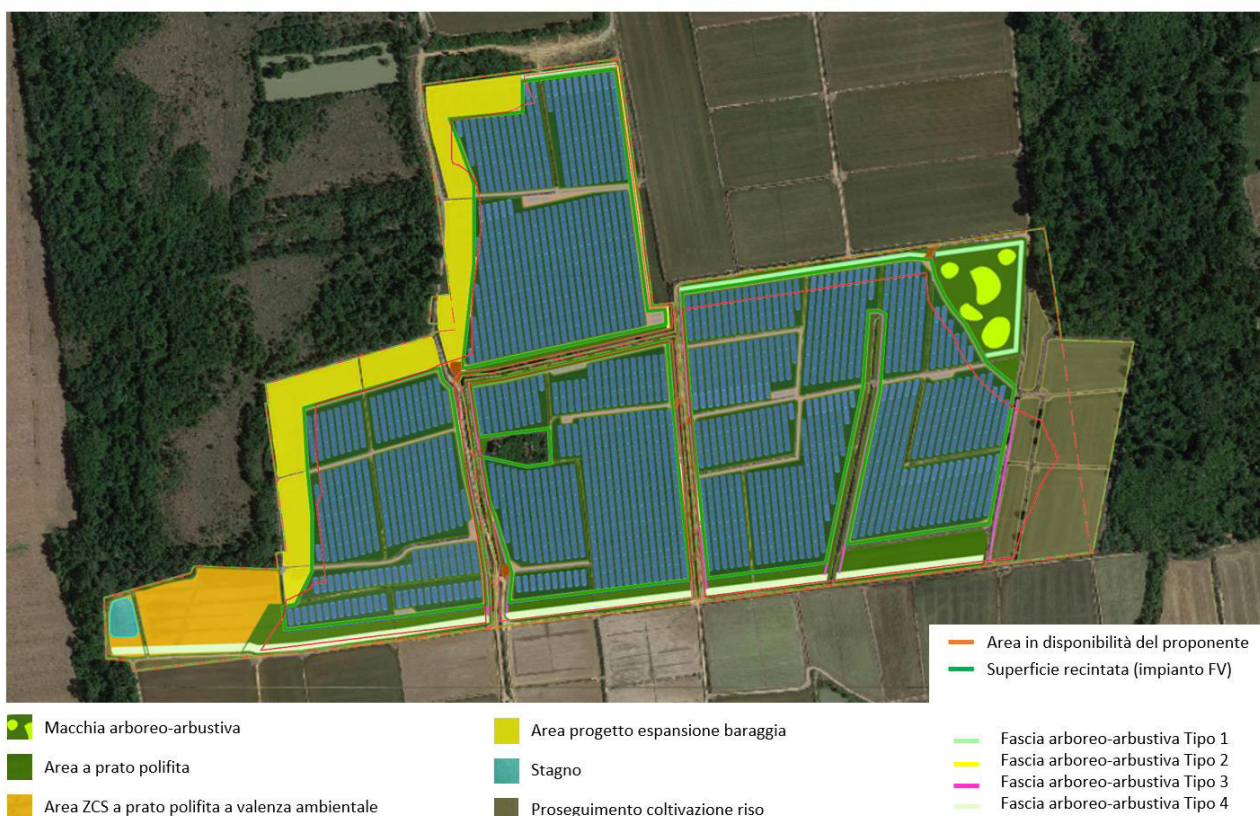 Area in disponibilità del proponente
Superficie recintata (impianto FV)
Macchia arboreo-arbustiva
Area a prato polifita
Area ZCS a prato polifita a valenza ambientale
Area progetto espansione baraggia
Stagno
Proseguimento coltivazione riso
Fascia arboreo-arbustiva Tipo 1
Fascia arboreo-arbustiva Tipo 2
Fascia arboreo-arbustiva Tipo 3
Fascia arboreo-arbustiva Tipo 4